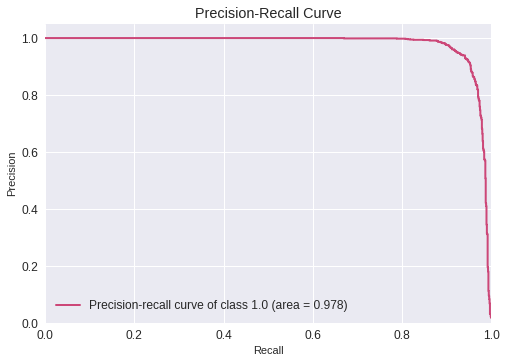 Precision-Recall Curve
1.0
0.8
0.6
0.4
0.2
0.0
Precision
Precision-recall curve of class 1.0 (area = 0.978)
0.0 0.2 0.4 0.6 0.8 1.0
Recall